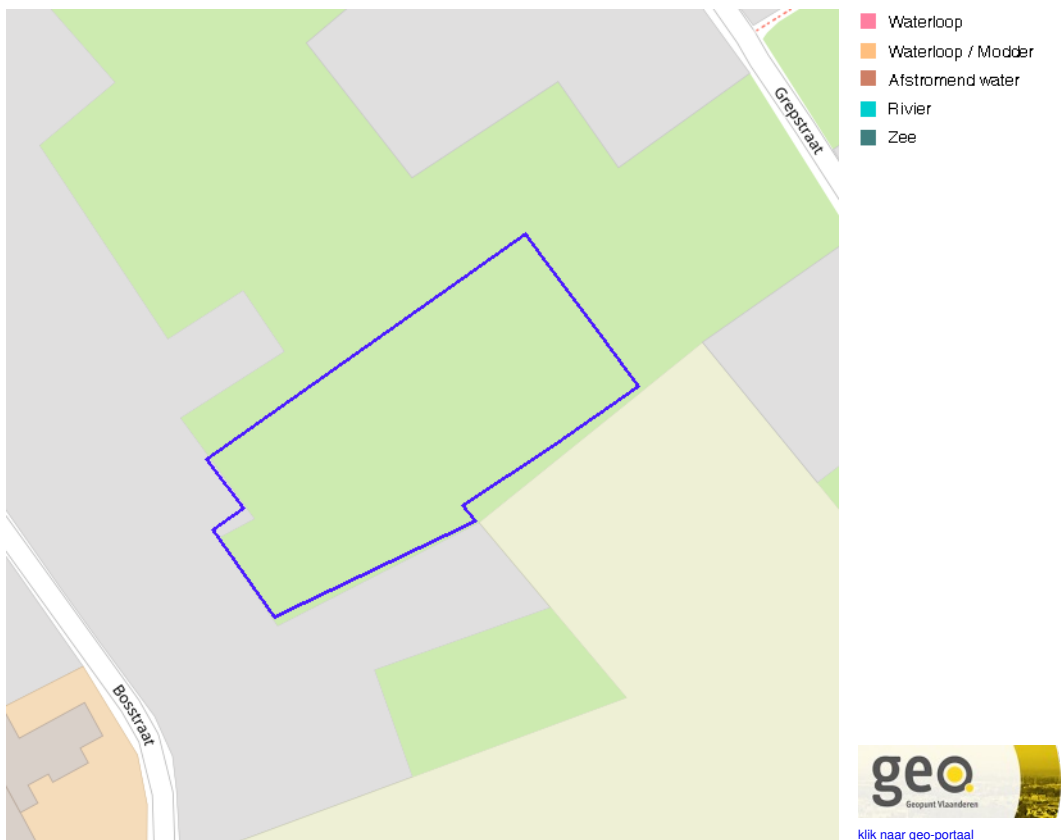 Waterloop
Waterloop / Modder
Afstromend water
Rivier
Zee
Grepstraat
Bosstraat
geo.
Geopunt Vlaanderen
klik naar geo-portaal